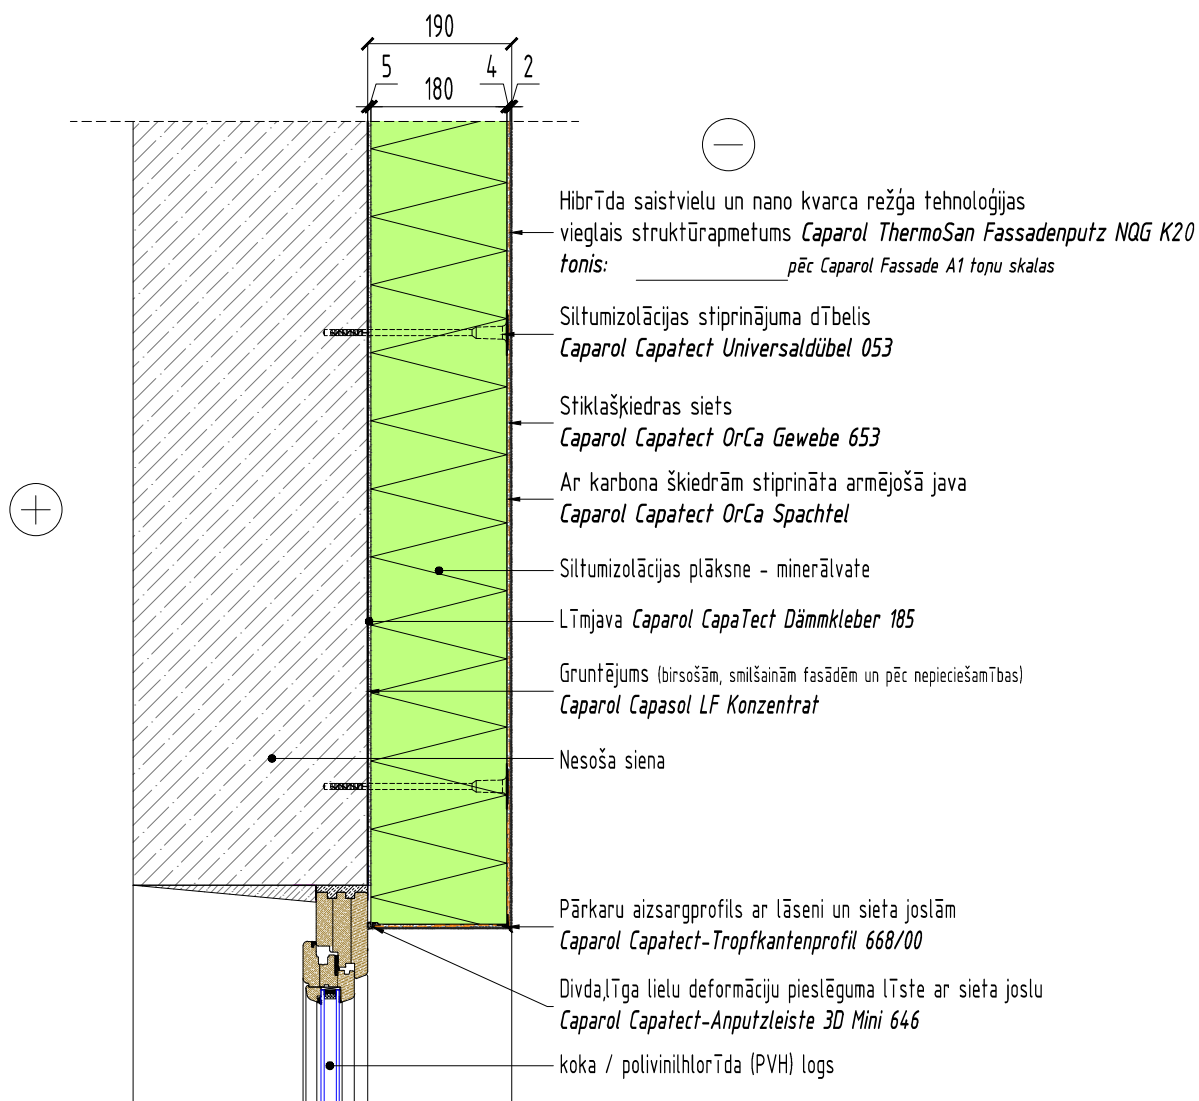 190
5
4
2
180
Hibrīda saistvielu un nano kvarca režģa tehnoloģijas
vieglais struktūrapmetums Caparol ThermoSan Fassadenputz NQG K20
tonis: ____________ pēc Caparol Fassade A1 toņu skalas
Siltumizolācijas stiprinājuma dībelis
Caparol Capatect Universaldübel 053
Stiklašķiedras siets
Caparol Capatect OrCa Gewebe 653
Ar karbona šķiedrām stiprināta armējošā java
Caparol Capatect OrCa Spachtel
Siltumizolācijas plāksne - minerālvate
Līmjava Caparol CapaTect Dämmkleber 185
Gruntējums (birsošām, smilšainām fasādēm un pēc nepieciešamības)
Caparol Capasol LF Konzentrat
Nesoša siena
Pārkaru aizsargprofils ar lāseni un sieta joslām
Caparol Capatect-Tropfkantenprofil 668/00
Divda,līga lielu deformāciju pieslēguma līste ar sieta joslu
Caparol Capatect-Anputzleiste 3D Mini 646
koka / polivinilhlorīda (PVH) logs